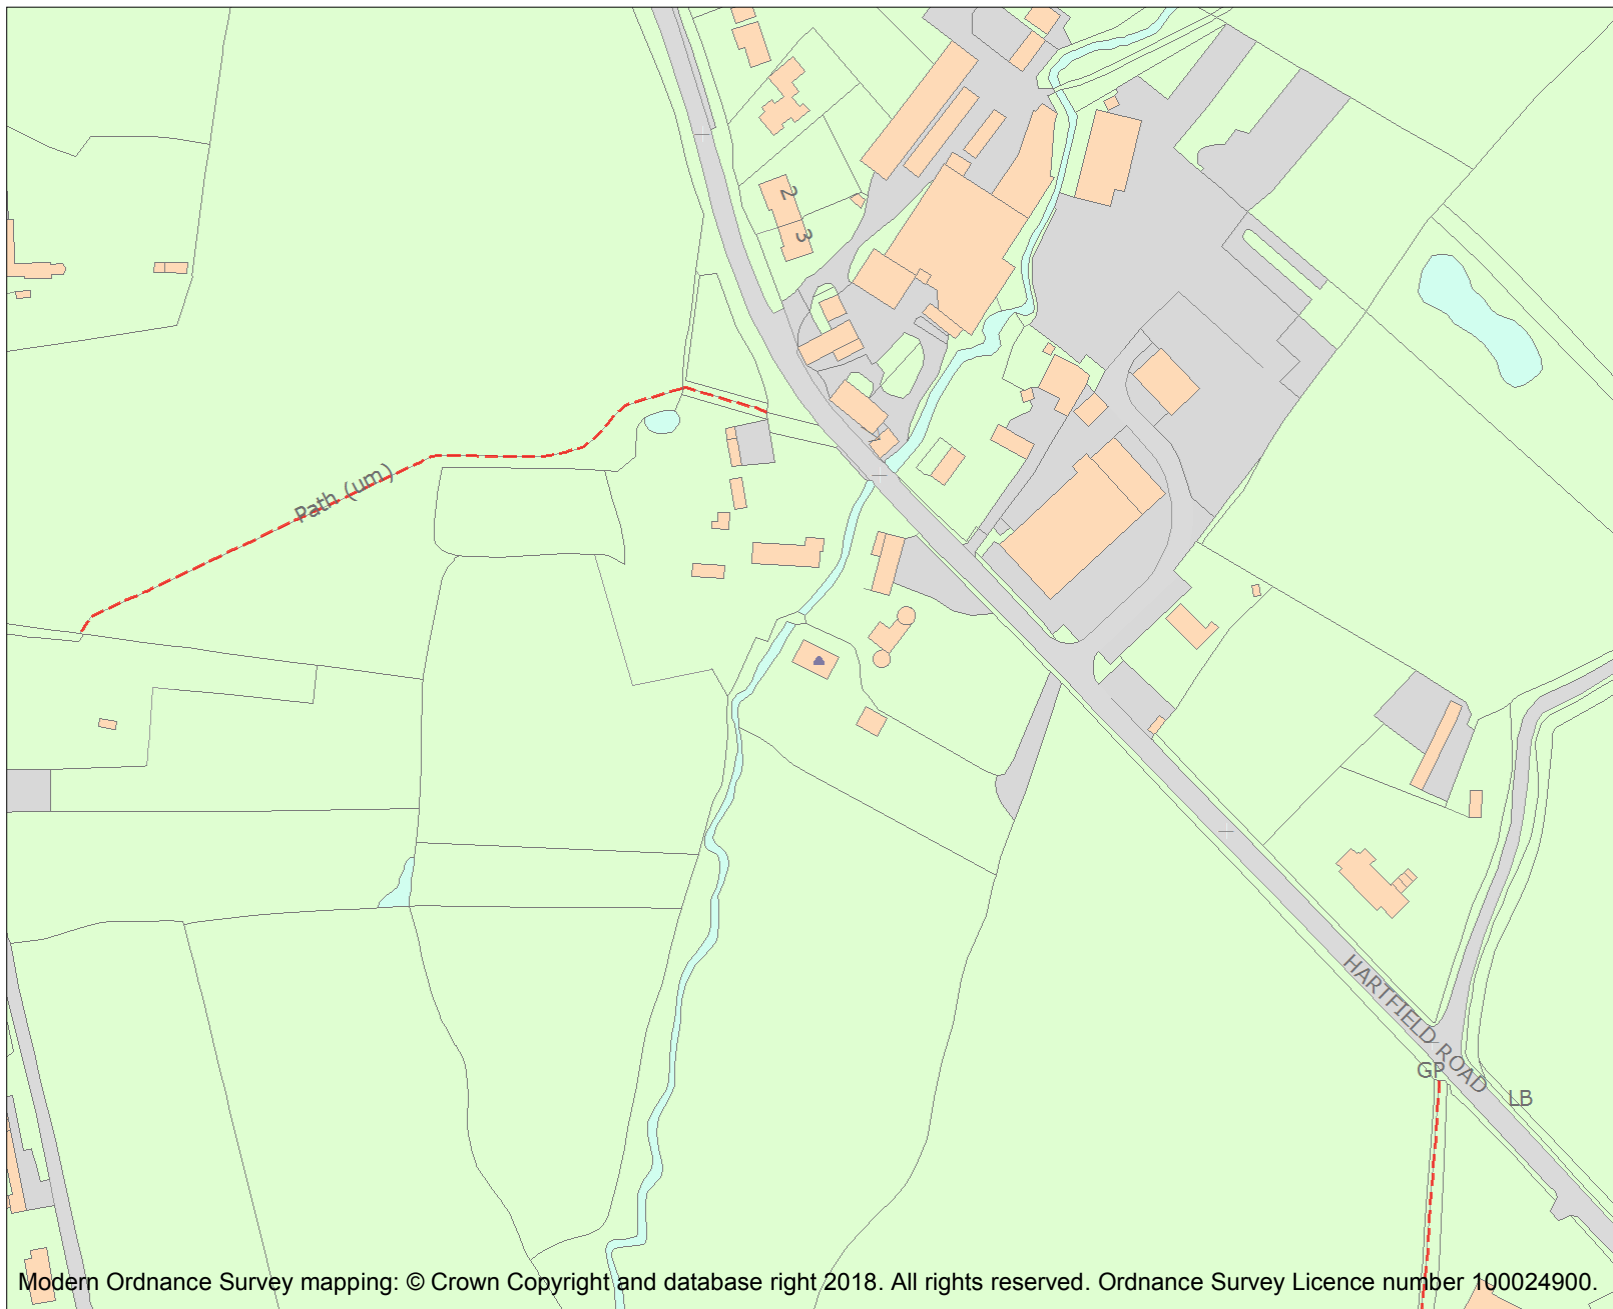 2
3
Path (um)
HARTFIELD ROAD
GP
LB
Modern Ordnance Survey mapping: © Crown Copyright and database right 2018. All rights reserved. Ordnance Survey Licence number 100024900.